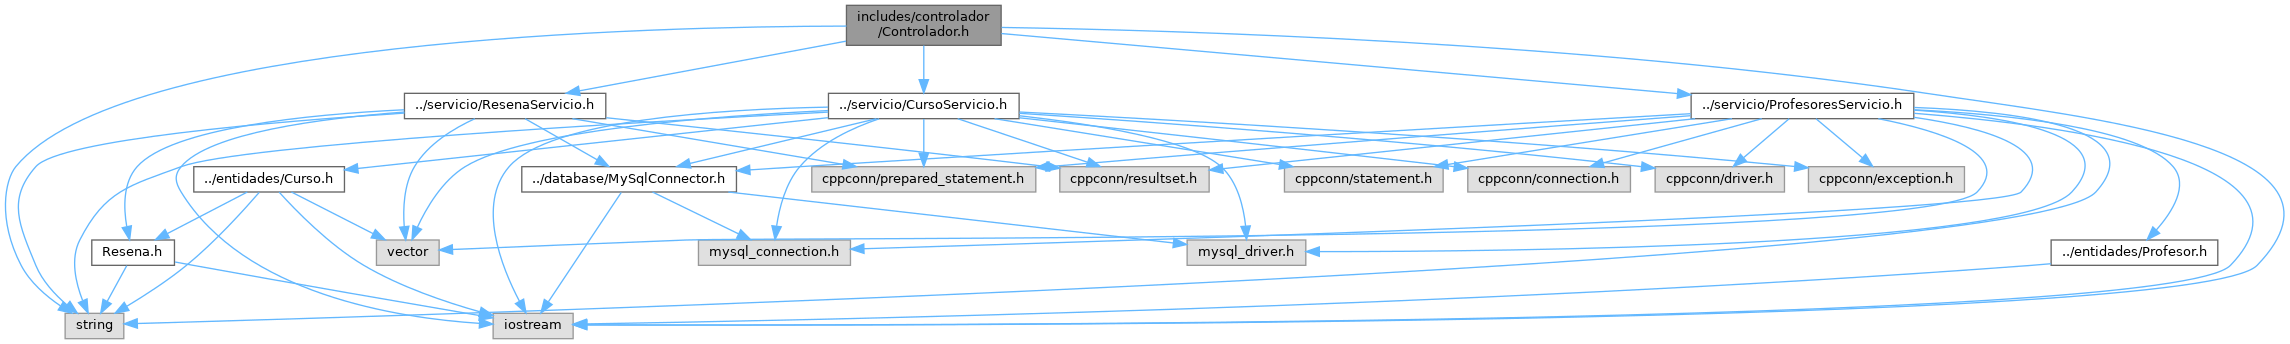 includes/controlador
/Controlador.h
../servicio/ResenaServicio.h
../servicio/CursoServicio.h
../servicio/ProfesoresServicio.h
../entidades/Curso.h
../database/MySqlConnector.h
cppconn/prepared_statement.h
cppconn/resultset.h
cppconn/statement.h
cppconn/connection.h
cppconn/driver.h
cppconn/exception.h
Resena.h
vector
mysql_connection.h
mysql_driver.h
../entidades/Profesor.h
string
iostream